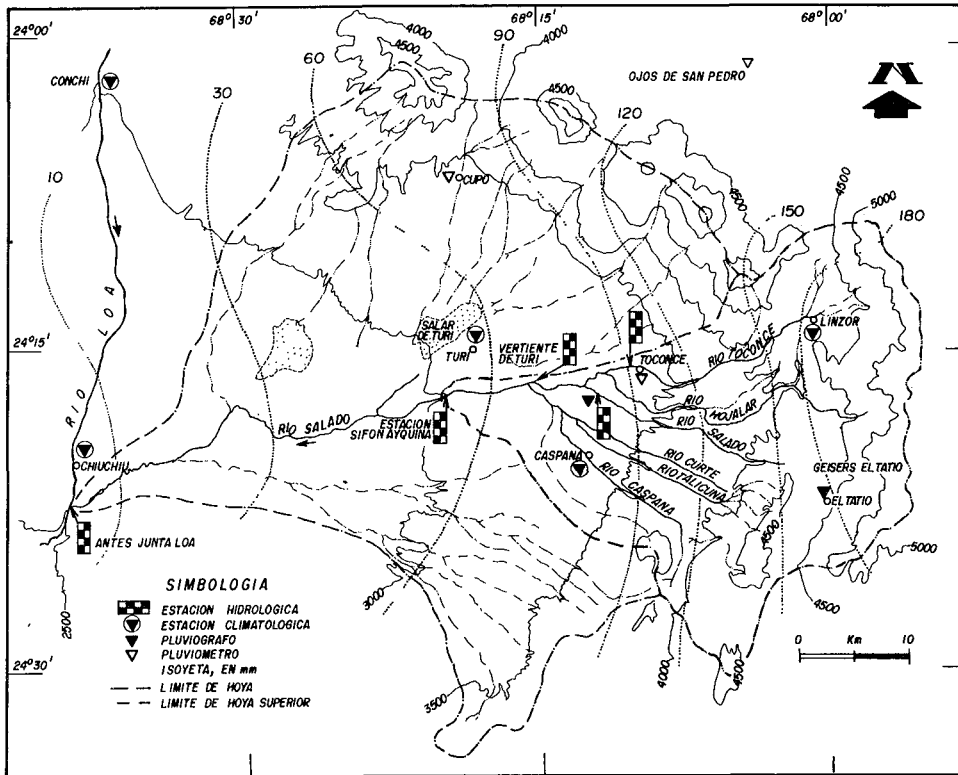 68° 30'
68° 15'
68° 00'
24° 00'
4000
4500
90
4000
CONCHI
OJOS DE SAN PEDRO
30
60
4500
120
10
CUPO
4500
150
4500
5000
180
RIO LOA
SALAR DE TURI
TURI
VERTIENTE DE TURI
TOCONCE
RIO TOCONCE
LINZOR
24° 15'
RIO HOJALAR
RIO SALADO
RIO SALADO
ESTACION SIFON AYQUINA
CHIUCHIU
CASPANA
RIO CURTE
RIO TALICUNA
RIO CASPANA
GEISERS EL TATIO
EL TATIO
4500
5000
ANTES JUNTA LOA
2500
3000
4500
SIMBOLOGIA
ESTACION HIDROLOGICA
ESTACION CLIMATOLOGICA
PLUVIOGRAFO
PLUVIOMETRO
ISOYETA, EN mm
LIMITE DE HOYA
LIMITE DE HOYA SUPERIOR
0 Km 10
24° 30'
3500
4000
4500